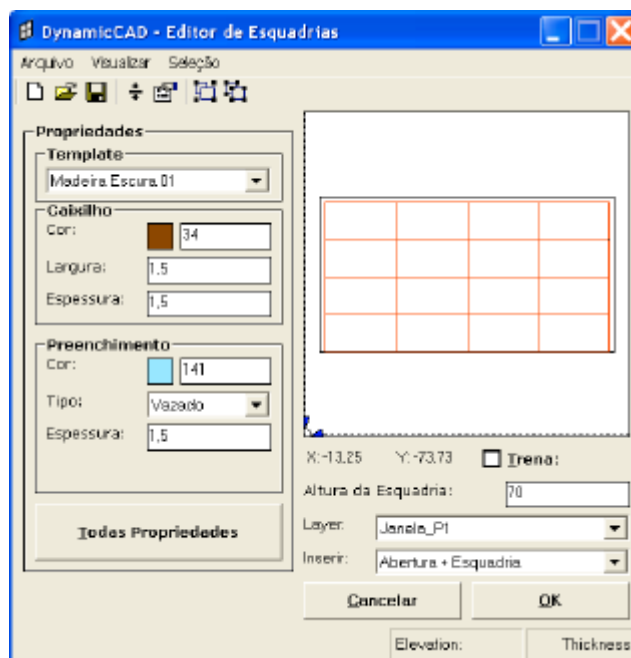 DynamicCAD - Editor de Esquadrias
Arquivo Visualizar Seleção
Propriedades
Template
Madeira Escura 01
Caixilho
Cor: 34
Largura: 1.5
Espessura: 1,5
Preenchimento
Cor: 141
Tipo: Vazado
Espessura: 1,5
Todas Propriedades
X:-13.25 Y:-73.73 Trena:
Altura da Esquadria: 70
Layer: Janela_P1
Inserir: Abertura + Esquadria
Cancelar OK
Elevation: Thickness